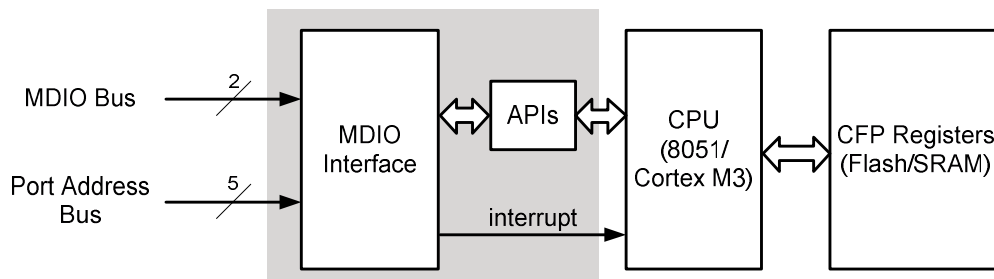 MDIO Bus
2
Port Address
Bus
5
MDIO
Interface
APIs
interrupt
CPU
(8051/
Cortex M3)
CFP Registers
(Flash/SRAM)